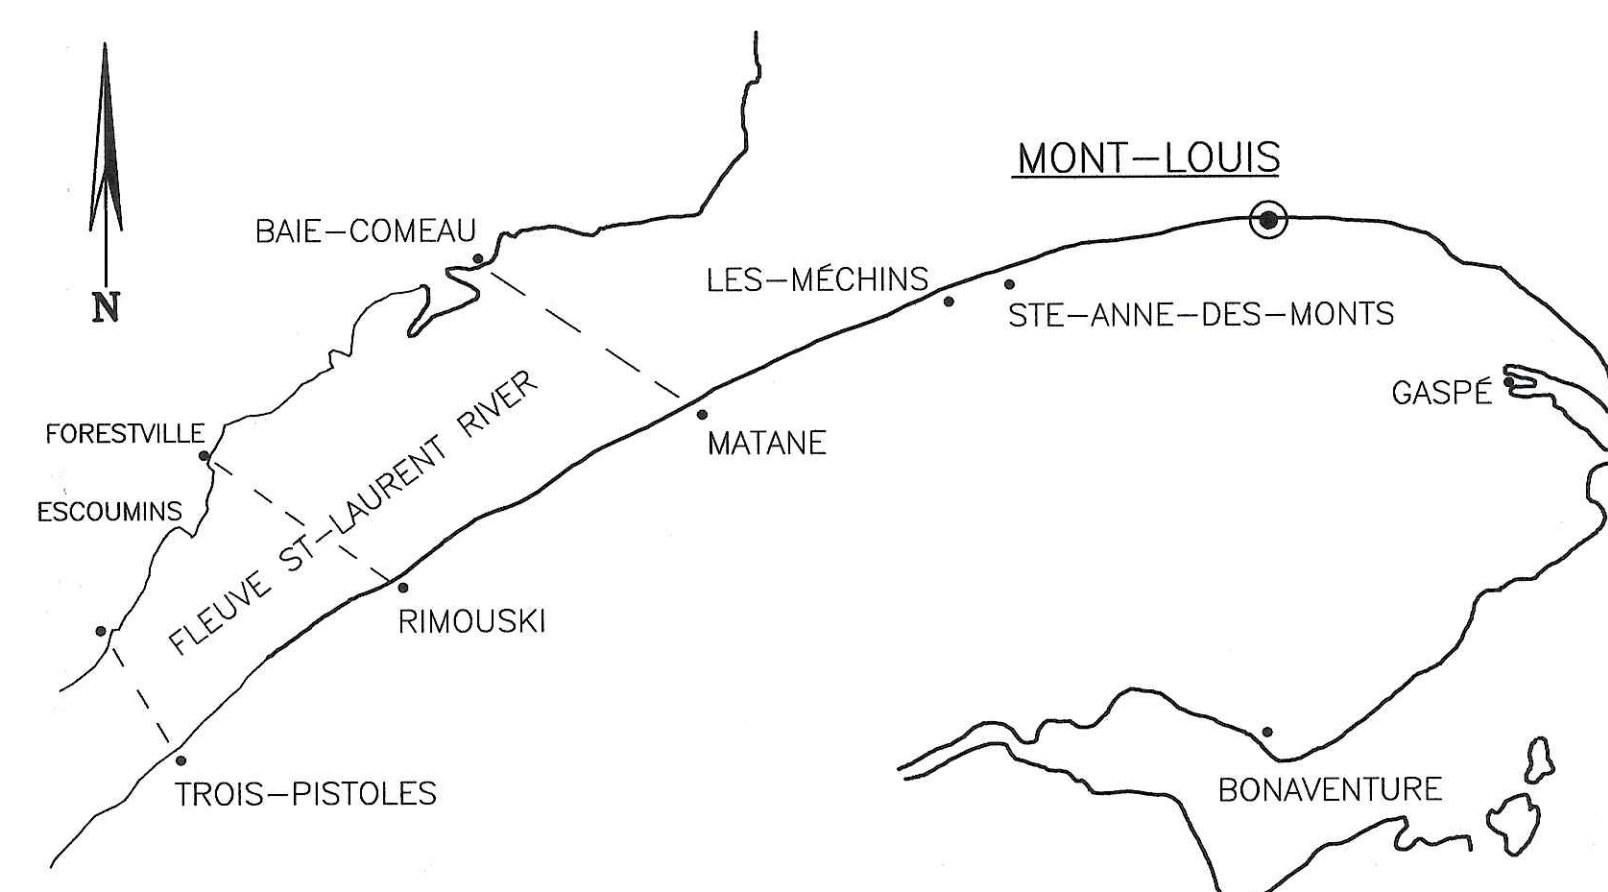 MONT-LOUIS
BAIE-COMEAU
LES-MÉCHINS
N
STE-ANNE-DES-MONTS
GASPÉ
FORESTVILLE
MATANE
ESCOUMINS
FLEUVE ST-LAURENT RIVER
RIMOUSKI
TROIS-PISTOLES
BONAVENTURE